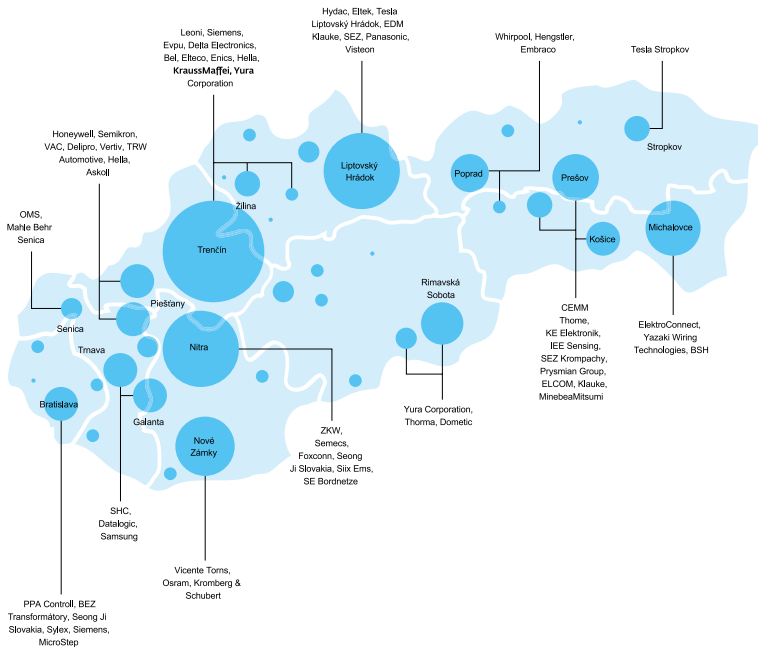 Hydac, Eltek, Tesla
Liptovský Hrádok, EDM
Klauke, SEZ, Panasonic,
Visteon
Leoni, Siemens,
Evpu, Delta Electronics,
Bel, Elteco, Enics, Hella,
KraussMaffei, Yura
Corporation
Whirpool, Hengstler,
Embraco
Tesla Stropkov
Honeywell, Semikron,
VAC, Delipro, Vertiv, TRW
Automotive, Hella,
Askoll
OMS,
Mahle Behr
Senica
Stropkov
Liptovský
Hrádok
Poprad
Prešov
Žilina
Trenčín
Košice
Michalovce
Piešťany
Rimavská
Sobota
Senica
Trnava
Nitra
Bratislava
Galanta
Nové
Zámky
CEMM
Thome,
KE Elektronik,
IEE Sensing,
SEZ Krompachy,
Prysmian Group,
ELCOM, Klauke,
MinebeaMitsumi
ElektroConnect,
Yazaki Wiring
Technologies, BSH
Yura Corporation,
Thorma, Dometic
ZKW,
Semecs,
Foxconn, Seong
Ji Slovakia, Siix Ems,
SE Bordnetze
SHC,
Datalogic,
Samsung
Vicente Torns,
Osram, Kromberg &
Schubert
PPA Controll, BEZ
Transformátory, Seong Ji
Slovakia, Sylex, Siemens,
MicroStep